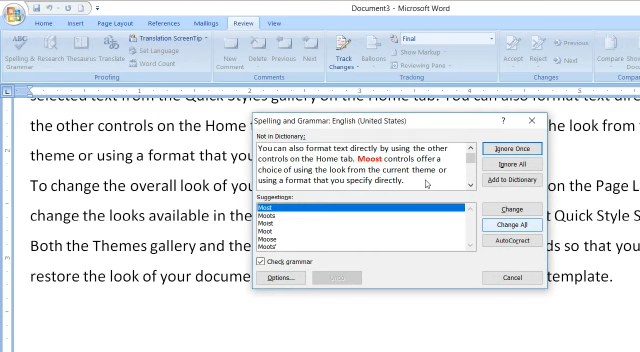 Document3 - Microsoft Word
Home Insert Page Layout References Mailings Review View
ABC
Spelling & Grammar Research Thesaurus Translate
Translation ScreenTip
Set Language
Word Count
Proofing
New Comment Delete Previous Next
Comments
Track Changes
Final
Show Markup
Reviewing Pane
Tracking
Accept Reject
Previous
Next
Changes
Compare
selected text from the Quick Styles gallery on the Home tab. You can also format text
the other controls on the Home look from
theme or using a format that you
To change the overall look of you on the Page L
change the looks available in the Quick Style S
Both the Themes gallery and the so that you
restore the look of your docume template.
2
3
Spelling and Grammar: English (United States)
Not in Dictionary:
You can also format text directly by using the other
controls on the Home tab. Moost controls offer a
choice of using the look from the current theme or
using a format that you specify directly.
Ignore Once
Ignore All
Add to Dictionary
Suggestions:
Most
Moots
Moist
Moot
Moose
Moots'
Change
Change All
AutoCorrect
Check grammar
Options...
Undo
Cancel